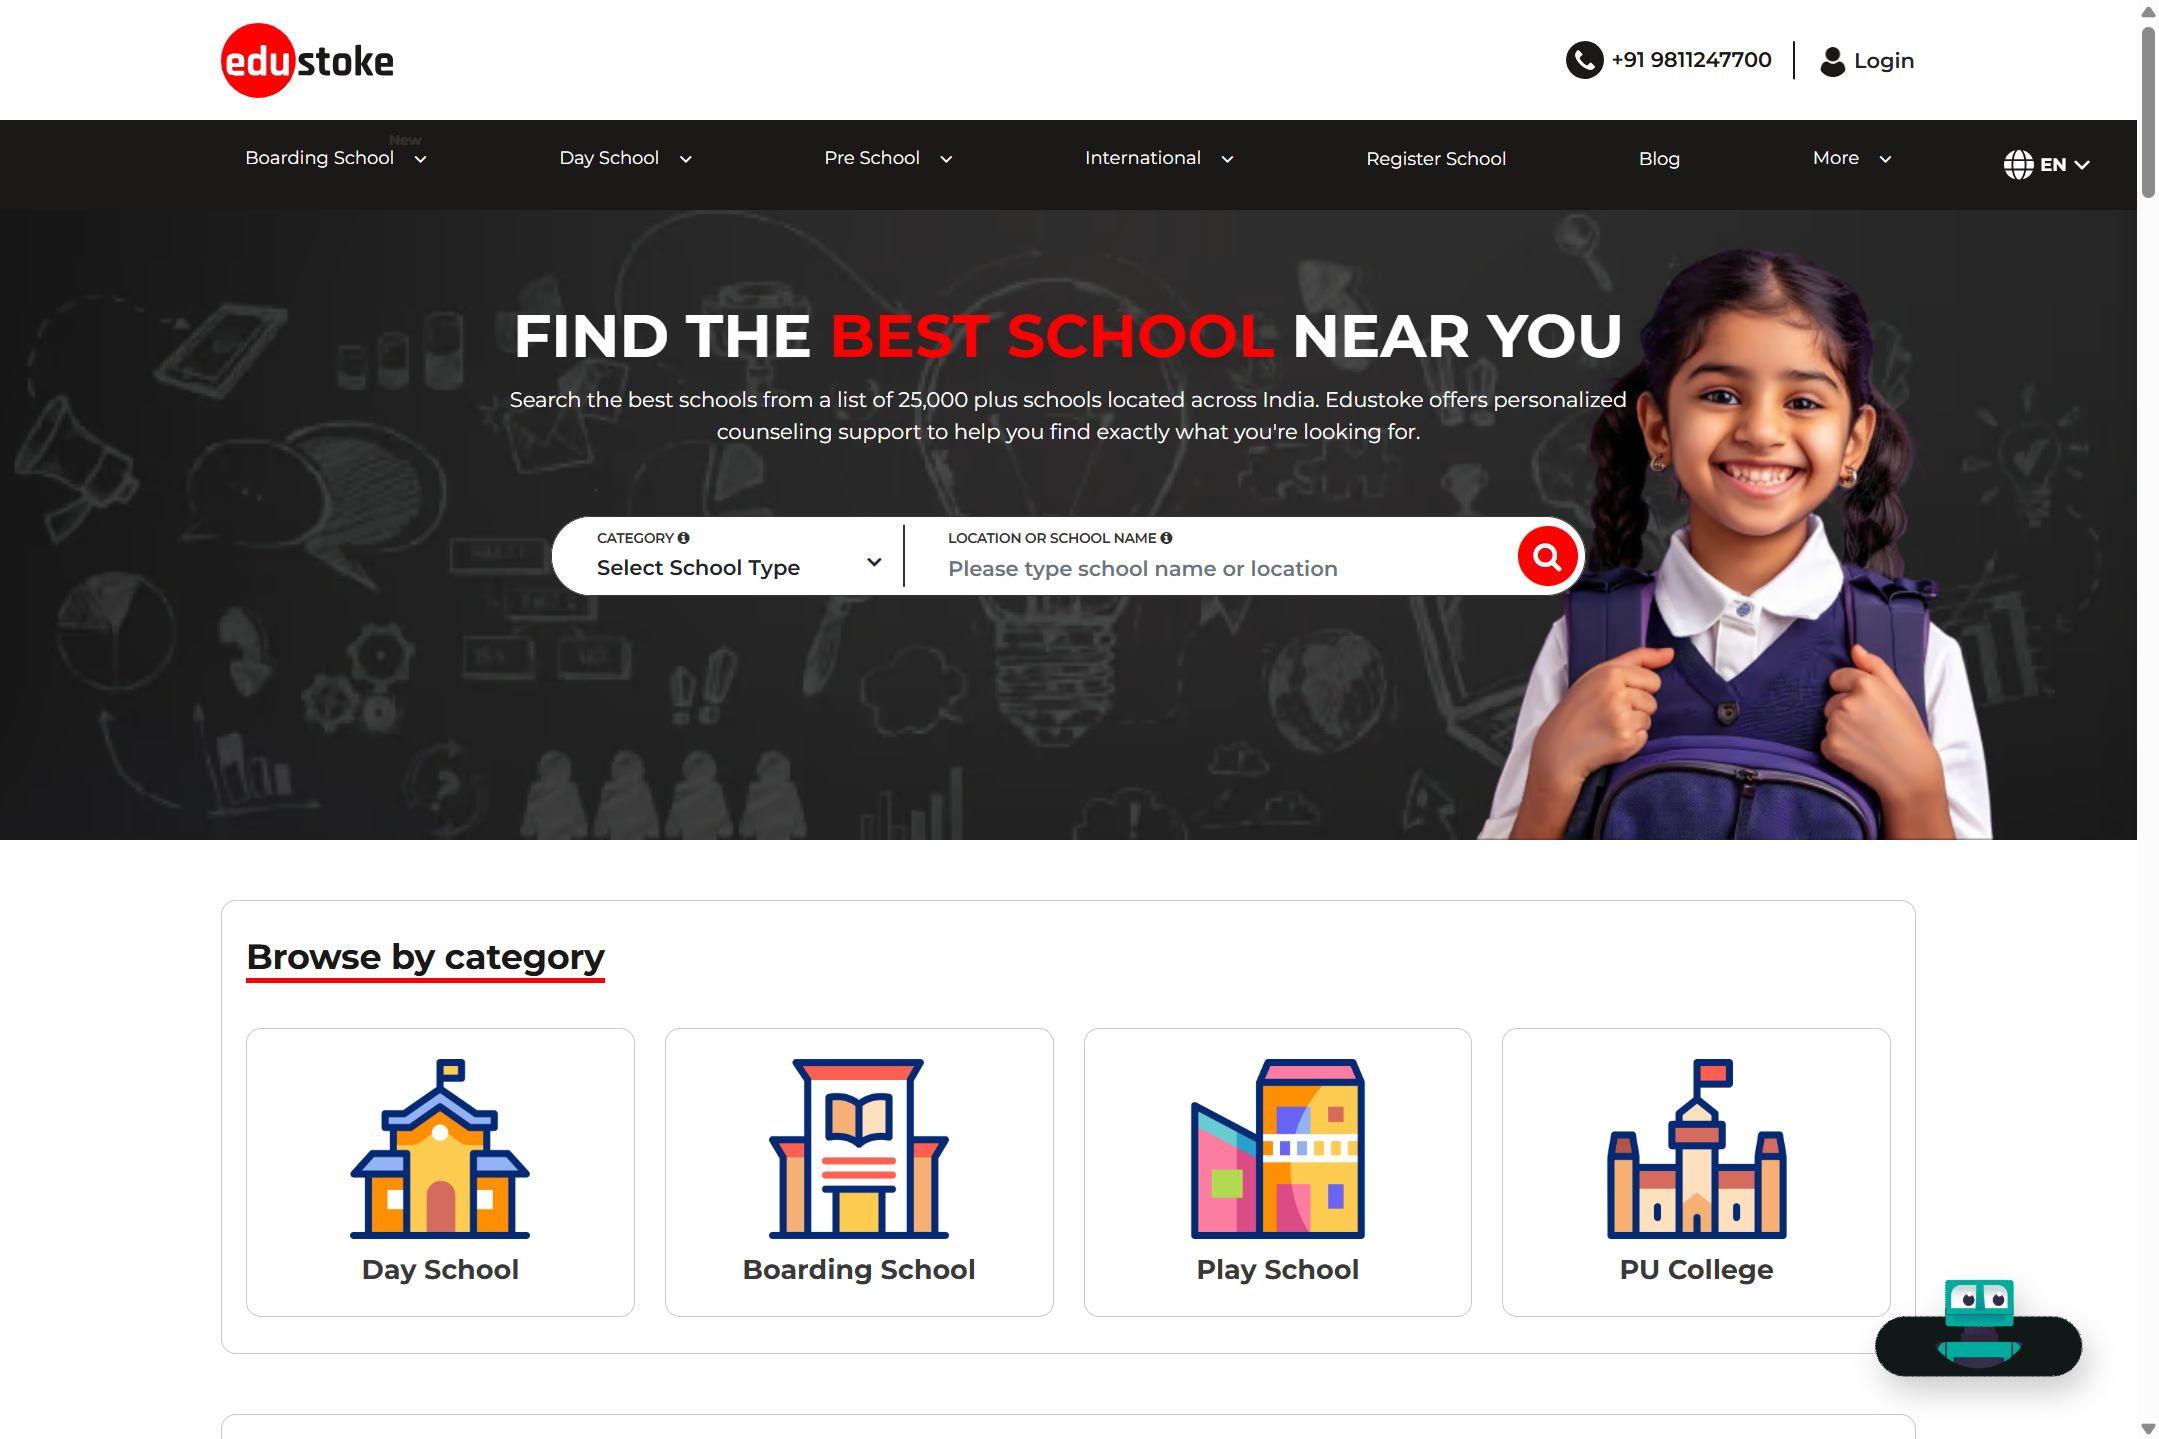 edustoke
+91 9811247700
Login
New
Boarding School
Day School
Pre School
International
Register School
Blog
More
EN
FIND THE BEST SCHOOL NEAR YOU
Search the best schools from a list of 25,000 plus schools located across India. Edustoke offers personalized
counseling support to help you find exactly what you're looking for.
CATEGORY
Select School Type
LOCATION OR SCHOOL NAME
Please type school name or location
Browse by category
Day School
Boarding School
Play School
PU College